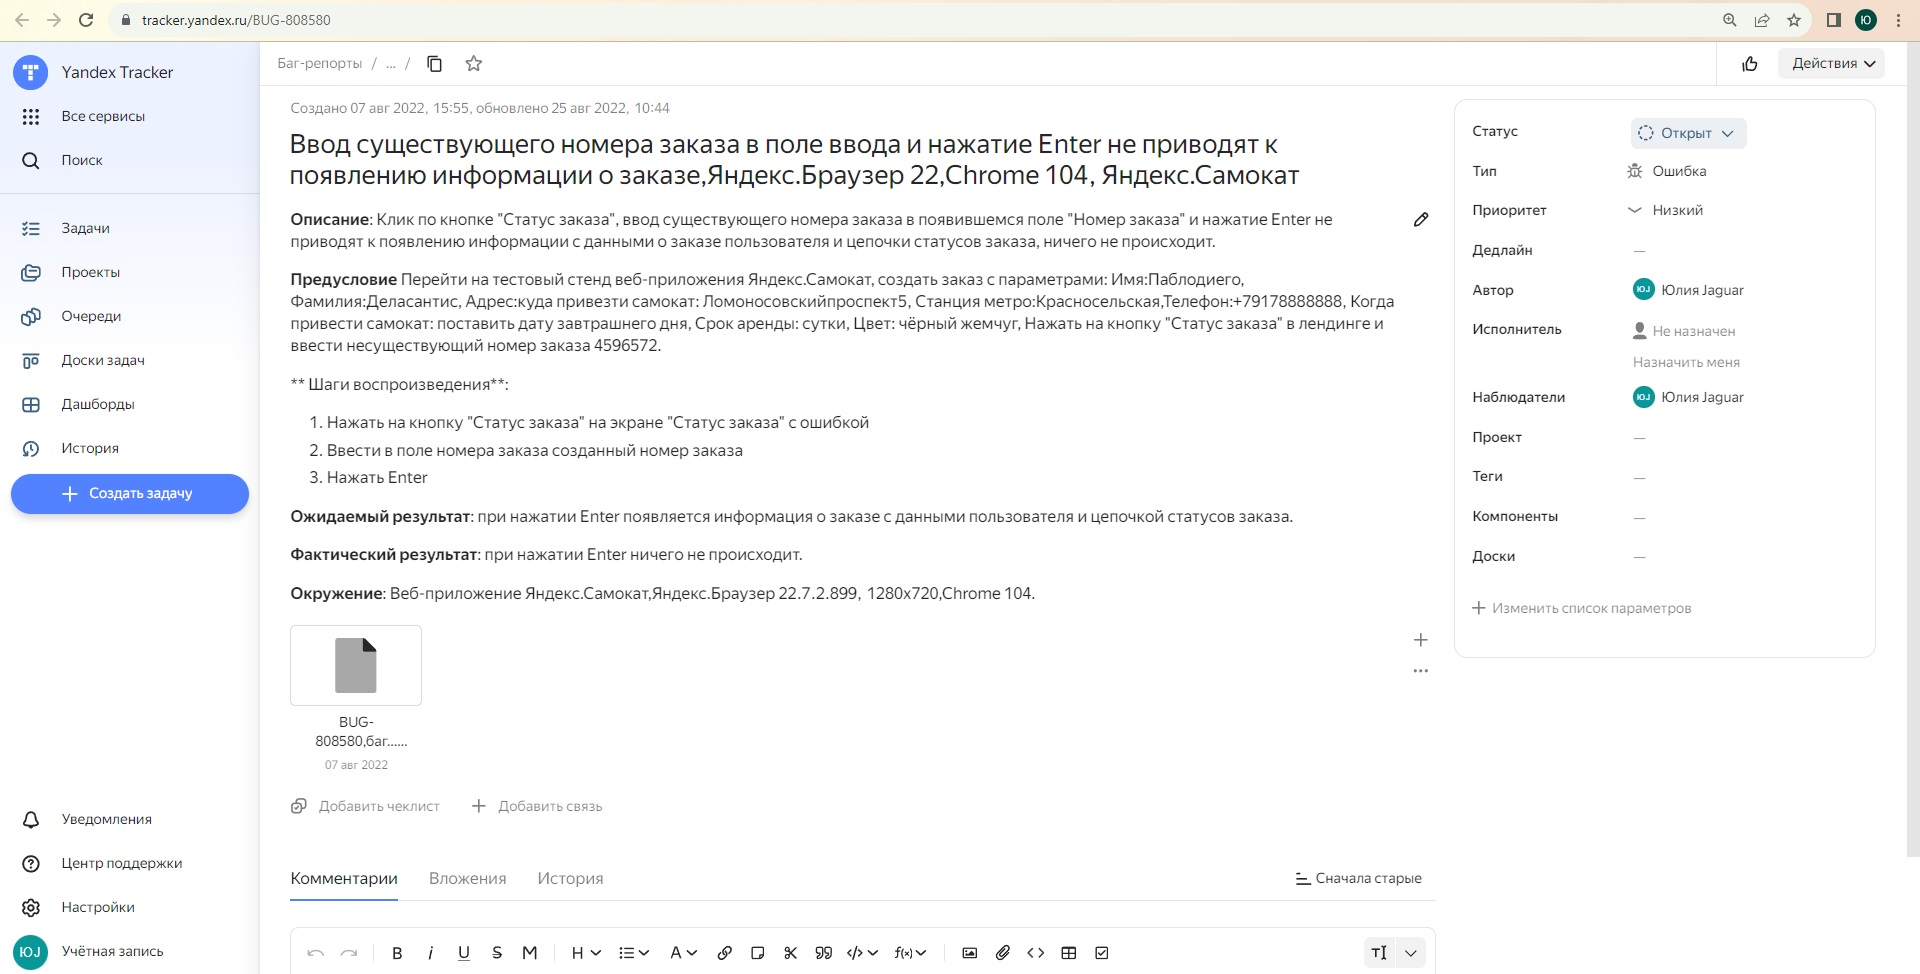 tracker.yandex.ru/BUG-808580
Ю
Yandex Tracker
Все сервисы
Поиск
Задачи
Проекты
Очереди
Доски задач
Дашборды
История
Создать задачу
Уведомления
Центр поддержки
Настройки
ЮJ Учётная запись
Баг-репорты / ... /
Действия
Создано 07 авг 2022, 15:55, обновлено 25 авг 2022, 10:44
Ввод существующего номера заказа в поле ввода и нажатие Enter не приводят к
появлению информации о заказе,Яндекс.Браузер 22,Chrome 104, Яндекс.Самокат
Описание: Клик по кнопке "Статус заказа", ввод существующего номера заказа в появившемся поле "Номер заказа" и нажатие Enter не
приводят к появлению информации с данными о заказе пользователя и цепочки статусов заказа, ничего не происходит.
Предусловие Перейти на тестовый стенд веб-приложения Яндекс.Самокат, создать заказ с параметрами: Имя:Паблодиего,
Фамилия:Деласантис, Адрес:куда привезти самокат: Ломоносовскийпроспект5, Станция метро:Красносельская,Телефон:+79178888888, Когда
привести самокат: поставить дату завтрашнего дня, Срок аренды: сутки, Цвет: чёрный жемчуг, Нажать на кнопку "Статус заказа" в лендинге и
ввести несуществующий номер заказа 4596572.
** Шаги воспроизведения**:
1. Нажать на кнопку "Статус заказа" на экране "Статус заказа" с ошибкой
2. Ввести в поле номера заказа созданный номер заказа
3. Нажать Enter
Ожидаемый результат: при нажатии Enter появляется информация о заказе с данными пользователя и цепочкой статусов заказа.
Фактический результат: при нажатии Enter ничего не происходит.
Окружение: Веб-приложение Яндекс.Самокат,Яндекс.Браузер 22.7.2.899, 1280x720,Chrome 104.
BUG-
808580,баг......
07 авг 2022
Добавить чеклист
Добавить связь
Комментарии
Вложения
История
Сначала старые
B i U S M H A f(x) TI
Статус
Открыт
Тип
Ошибка
Приоритет
Низкий
Дедлайн
—
Автор
ЮJ Юлия Jaguar
Исполнитель
Не назначен
Назначить меня
Наблюдатели
ЮJ Юлия Jaguar
Проект
—
Теги
—
Компоненты
—
Доски
—
Изменить список параметров